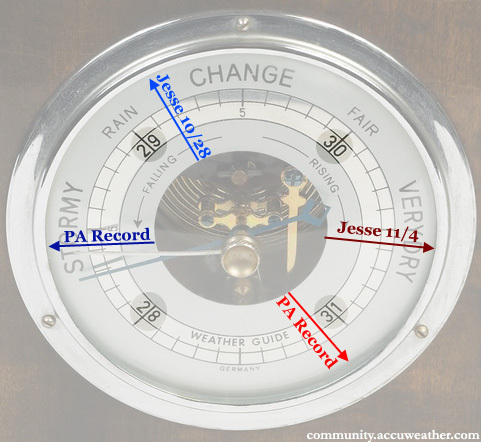 CHANGE
RAIN
FAIR
STORMY
VERY DRY
5
29
30
28
31
FALLING
RISING
5
Jesse 10/28
PA Record
Jesse 11/4
PA Record
WEATHER GUIDE
GERMANY
community.accuweather.com